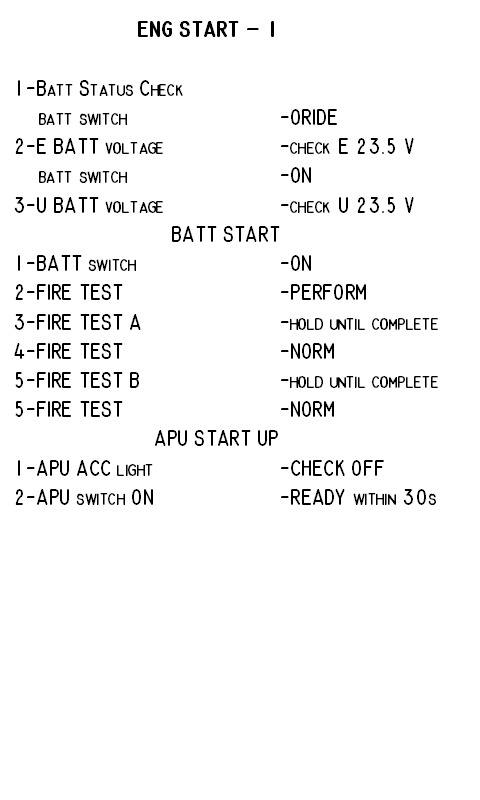 ENG START – 1
1-Batt Status Check
BATT SWITCH -ORIDE
2-E BATT VOLTAGE -CHECK E 23.5 V
BATT SWITCH -ON
3-U BATT VOLTAGE -CHECK U 23.5 V
BATT START
1-BATT SWITCH -ON
2-FIRE TEST -PERFORM
3-FIRE TEST A -HOLD UNTIL COMPLETE
4-FIRE TEST -NORM
5-FIRE TEST B -HOLD UNTIL COMPLETE
5-FIRE TEST -NORM
APU START UP
1-APU ACC LIGHT -CHECK OFF
2-APU SWITCH ON -READY WITHIN 30s